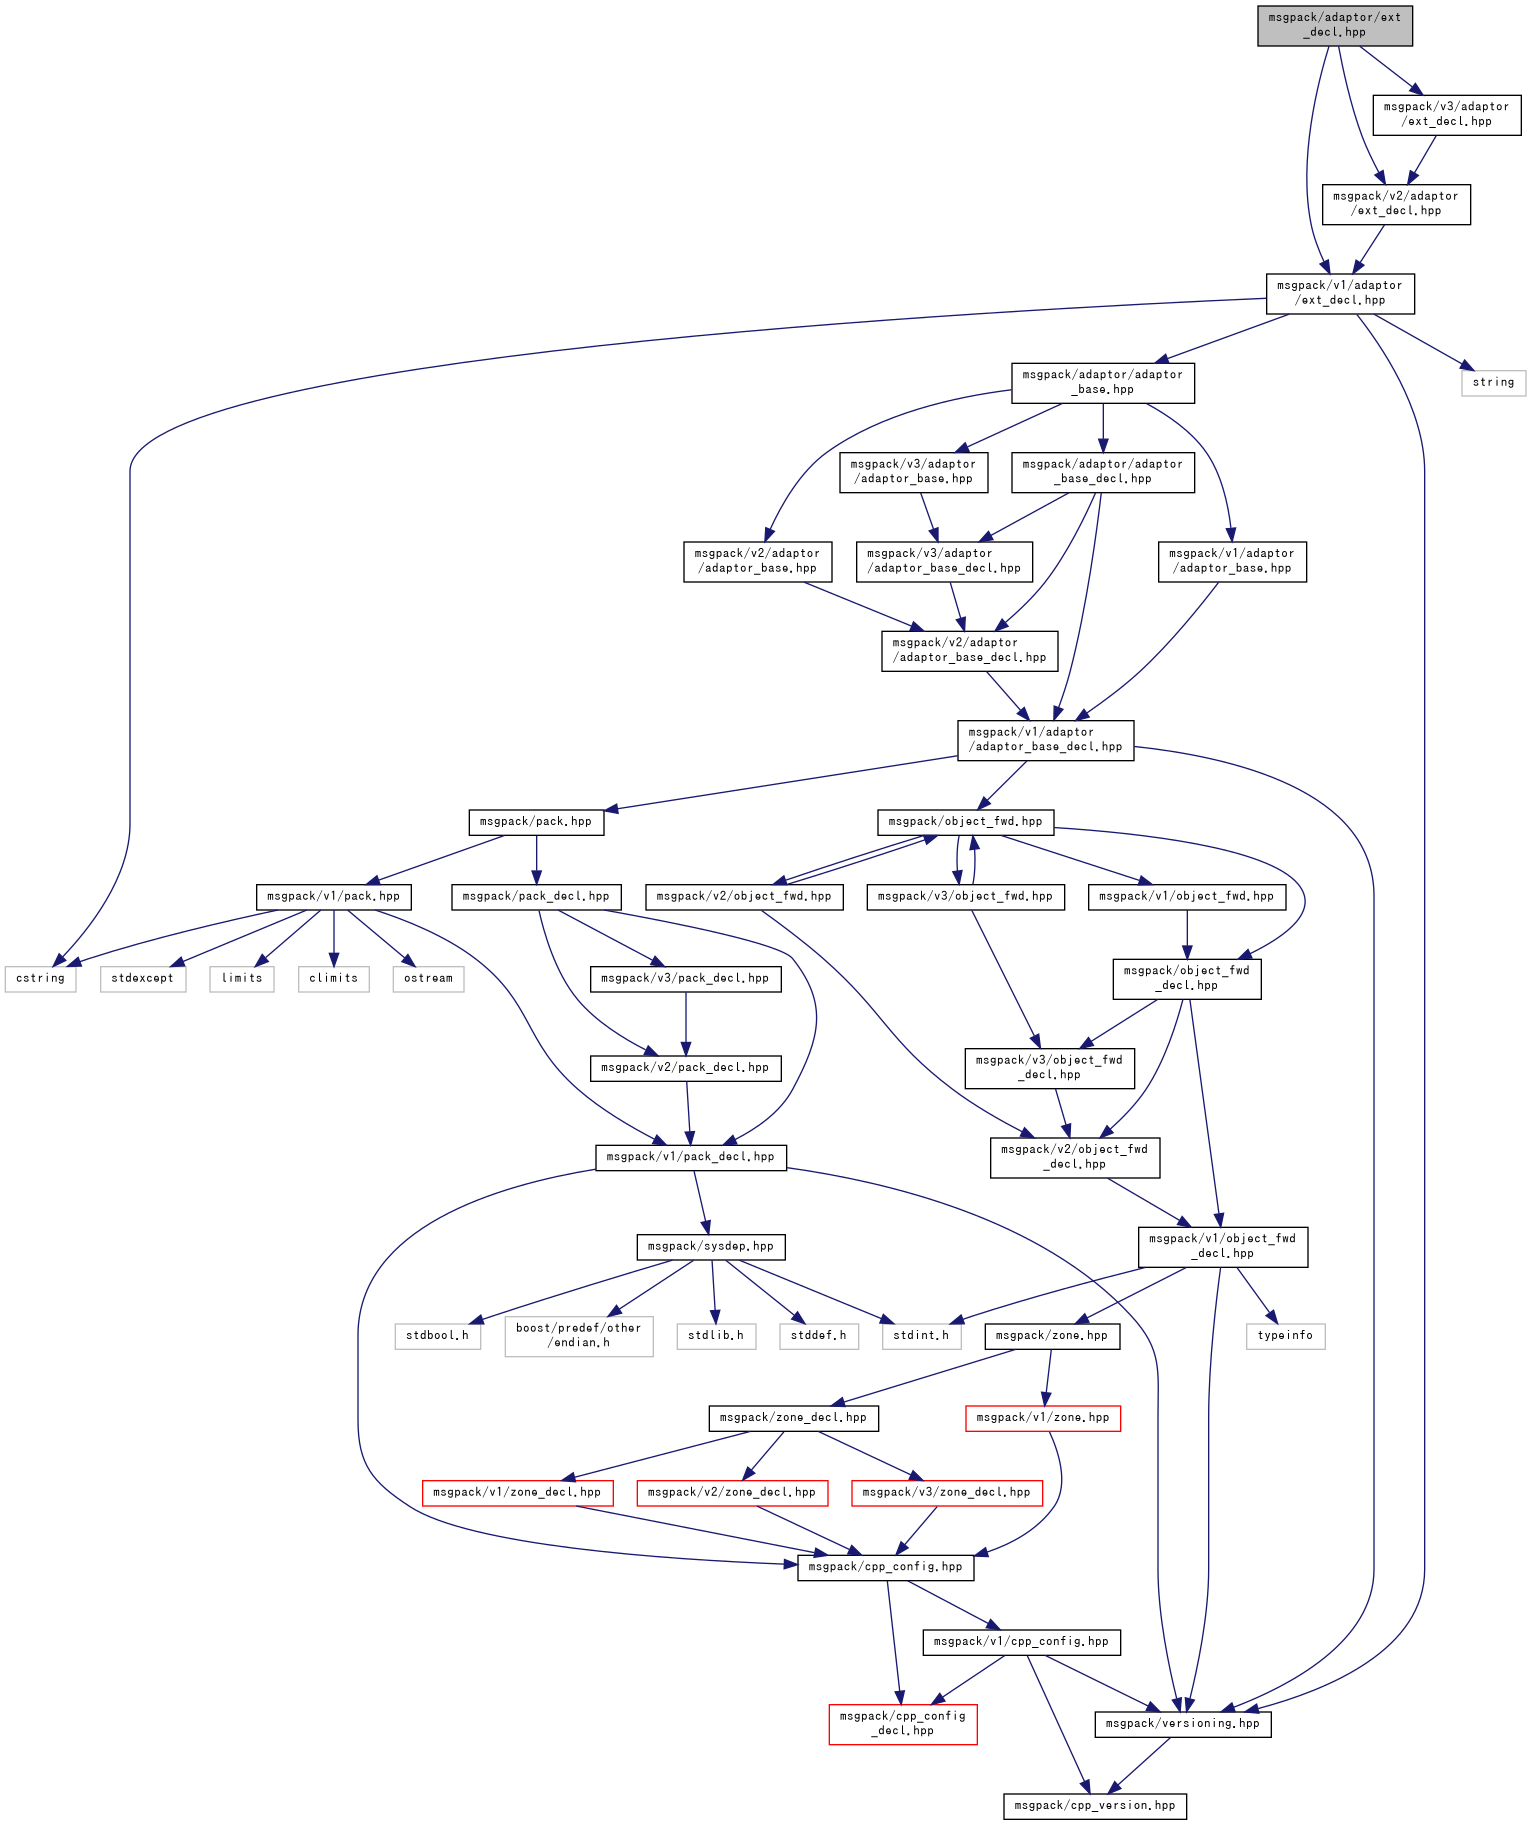 msgpack/adaptor/ext
_decl.hpp
msgpack/v3/adaptor
/ext_decl.hpp
msgpack/v2/adaptor
/ext_decl.hpp
msgpack/v1/adaptor
/ext_decl.hpp
msgpack/adaptor/adaptor
_base.hpp
string
msgpack/v3/adaptor
/adaptor_base.hpp
msgpack/adaptor/adaptor
_base_decl.hpp
msgpack/v2/adaptor
/adaptor_base.hpp
msgpack/v3/adaptor
/adaptor_base_decl.hpp
msgpack/v1/adaptor
/adaptor_base.hpp
msgpack/v2/adaptor
/adaptor_base_decl.hpp
msgpack/v1/adaptor
/adaptor_base_decl.hpp
msgpack/pack.hpp
msgpack/object_fwd.hpp
msgpack/v1/pack.hpp
msgpack/pack_decl.hpp
msgpack/v2/object_fwd.hpp
msgpack/v3/object_fwd.hpp
msgpack/v1/object_fwd.hpp
cstring
stdexcept
limits
climits
ostream
msgpack/v3/pack_decl.hpp
msgpack/object_fwd
_decl.hpp
msgpack/v2/pack_decl.hpp
msgpack/v3/object_fwd
_decl.hpp
msgpack/v1/pack_decl.hpp
msgpack/v2/object_fwd
_decl.hpp
msgpack/sysdep.hpp
msgpack/v1/object_fwd
_decl.hpp
stdbool.h
boost/predef/other
/endian.h
stdlib.h
stddef.h
stdint.h
msgpack/zone.hpp
typeinfo
msgpack/zone_decl.hpp
msgpack/v1/zone.hpp
msgpack/v1/zone_decl.hpp
msgpack/v2/zone_decl.hpp
msgpack/v3/zone_decl.hpp
msgpack/cpp_config.hpp
msgpack/v1/cpp_config.hpp
msgpack/cpp_config
_decl.hpp
msgpack/versioning.hpp
msgpack/cpp_version.hpp